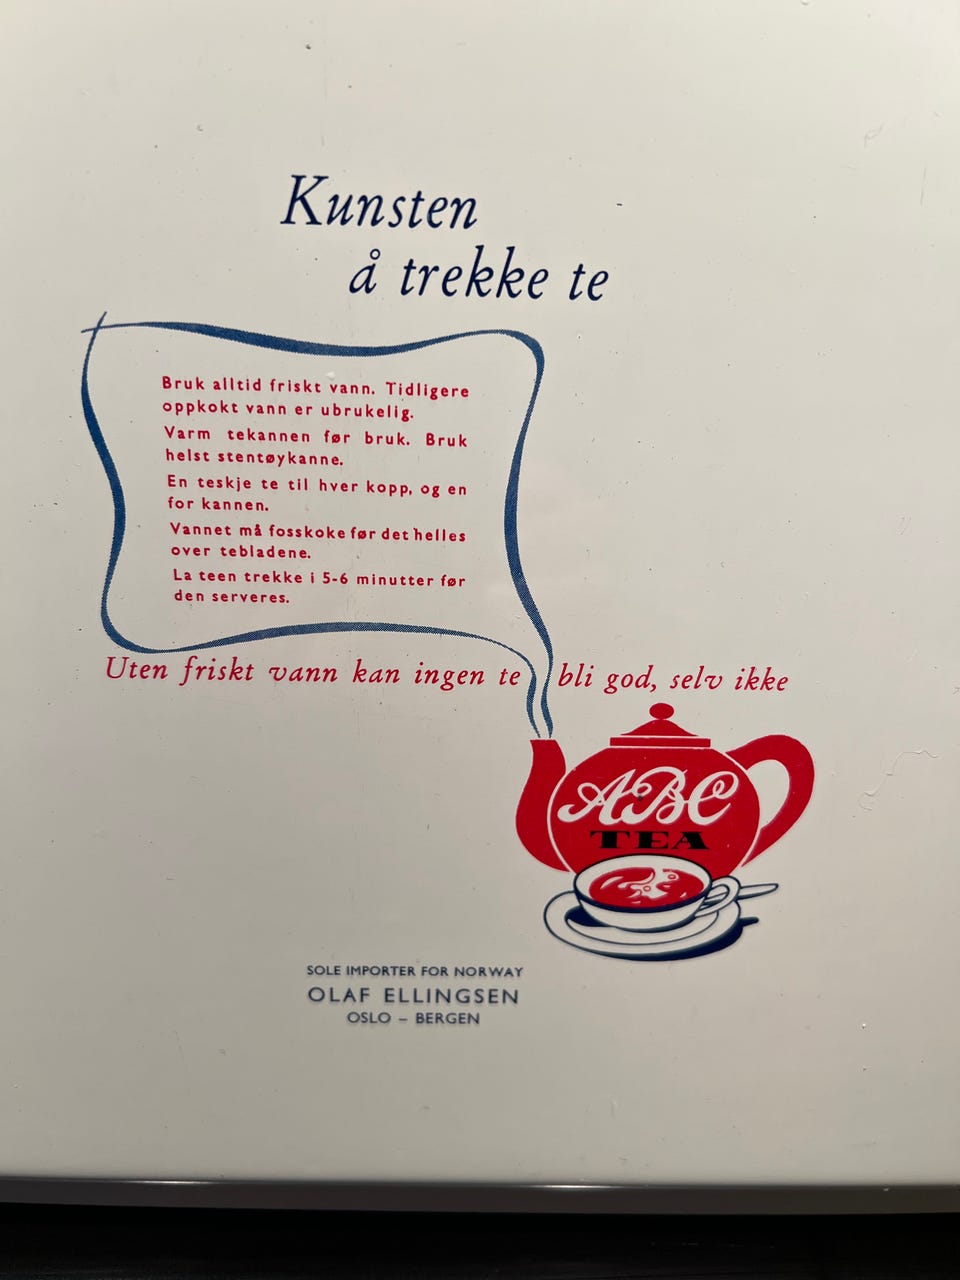 Kunsten
å trekke te
Bruk alltid friskt vann. Tidligere
oppkokt vann er ubrukelig.
Varm tekannen før bruk. Bruk
helst stentøykanne.
En teskje te til hver kopp, og en
for kannen.
Vannet må fosskoke før det helles
over tebladene.
La teen trekke i 5-6 minutter før
den serveres.
Uten friskt vann kan ingen te bli god, selv ikke
ABC
TEA
SOLE IMPORTER FOR NORWAY
OLAF ELLINGSEN
OSLO – BERGEN